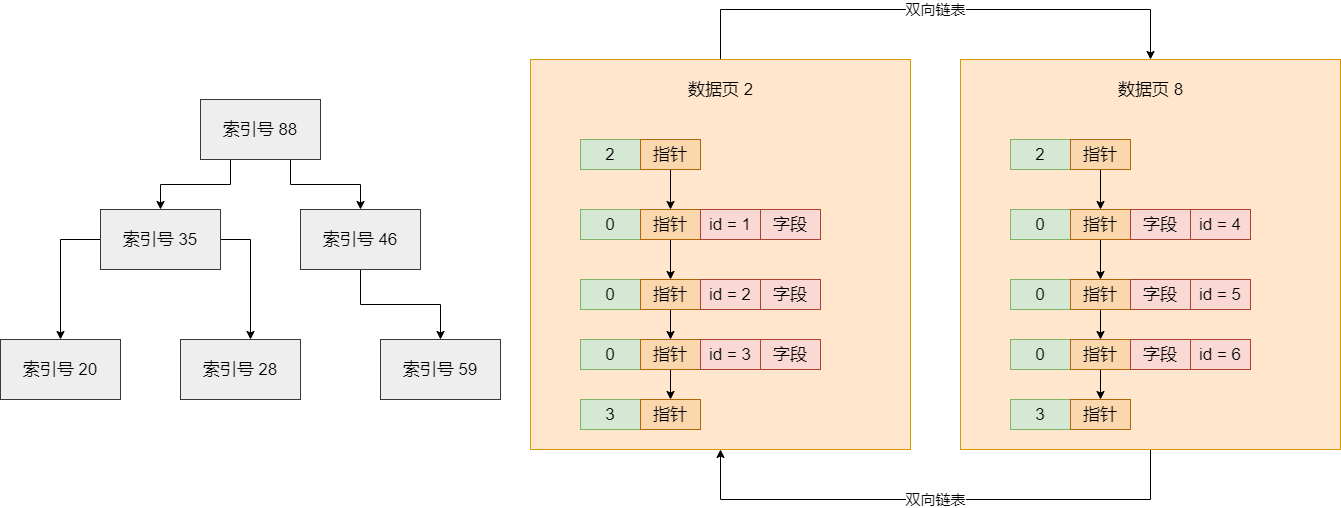 双向链表
数据页 2
数据页 8
索引号 88
索引号 35
索引号 46
索引号 20
索引号 28
索引号 59
2 指针
0 指针 id = 1 字段
0 指针 id = 2 字段
0 指针 id = 3 字段
3 指针
2 指针
0 指针 字段 id = 4
0 指针 字段 id = 5
0 指针 字段 id = 6
3 指针
双向链表